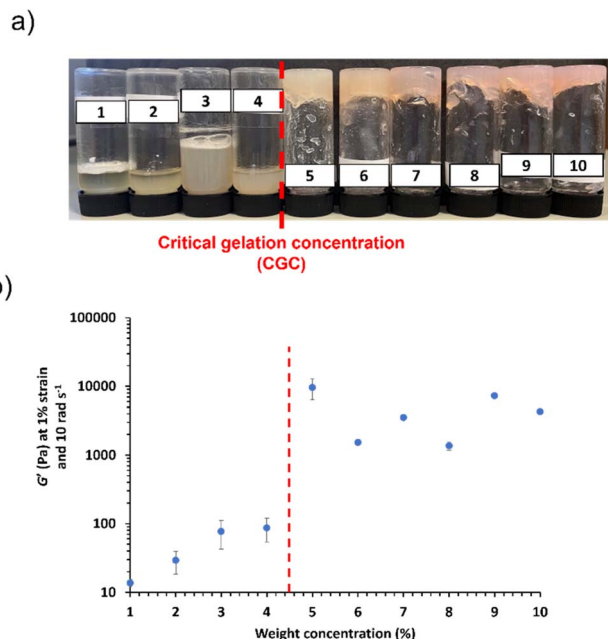 a)
1
2
3
4
5
6
7
8
9
10
Critical gelation concentration
(CGC)
)
G' (Pa) at 1% strain
and 10 rad s⁻¹
100000
10000
1000
100
10
1 2 3 4 5 6 7 8 9 10
Weight concentration (%)